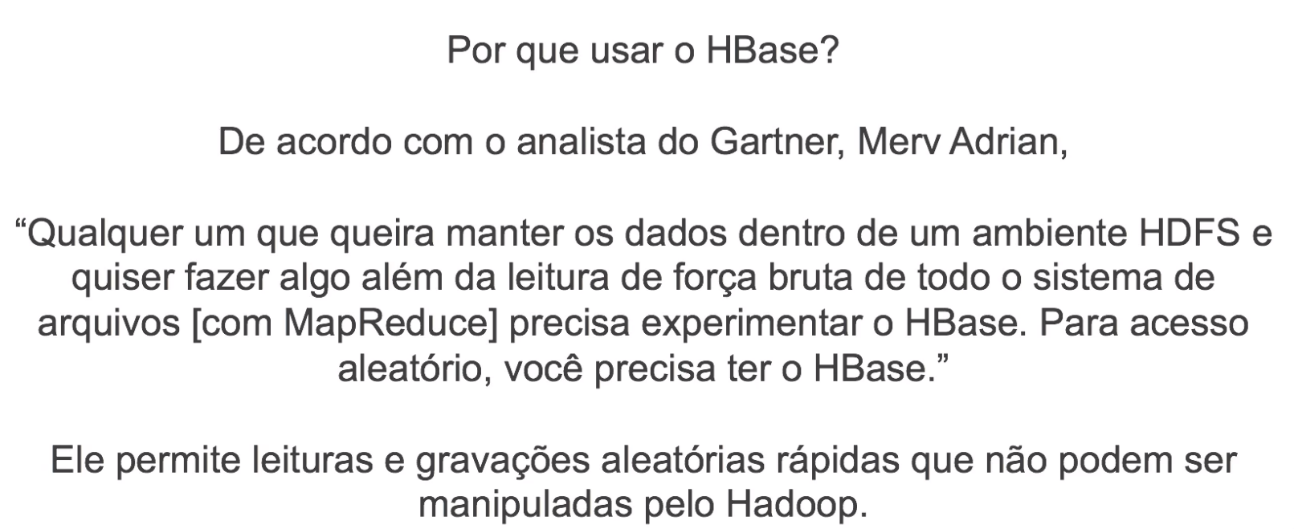 Por que usar o HBase?
De acordo com o analista do Gartner, Merv Adrian,
“Qualquer um que queira manter os dados dentro de um ambiente HDFS e
quiser fazer algo além da leitura de força bruta de todo o sistema de
arquivos [com MapReduce] precisa experimentar o HBase. Para acesso
aleatório, você precisa ter o HBase.”
Ele permite leituras e gravações aleatórias rápidas que não podem ser
manipuladas pelo Hadoop.